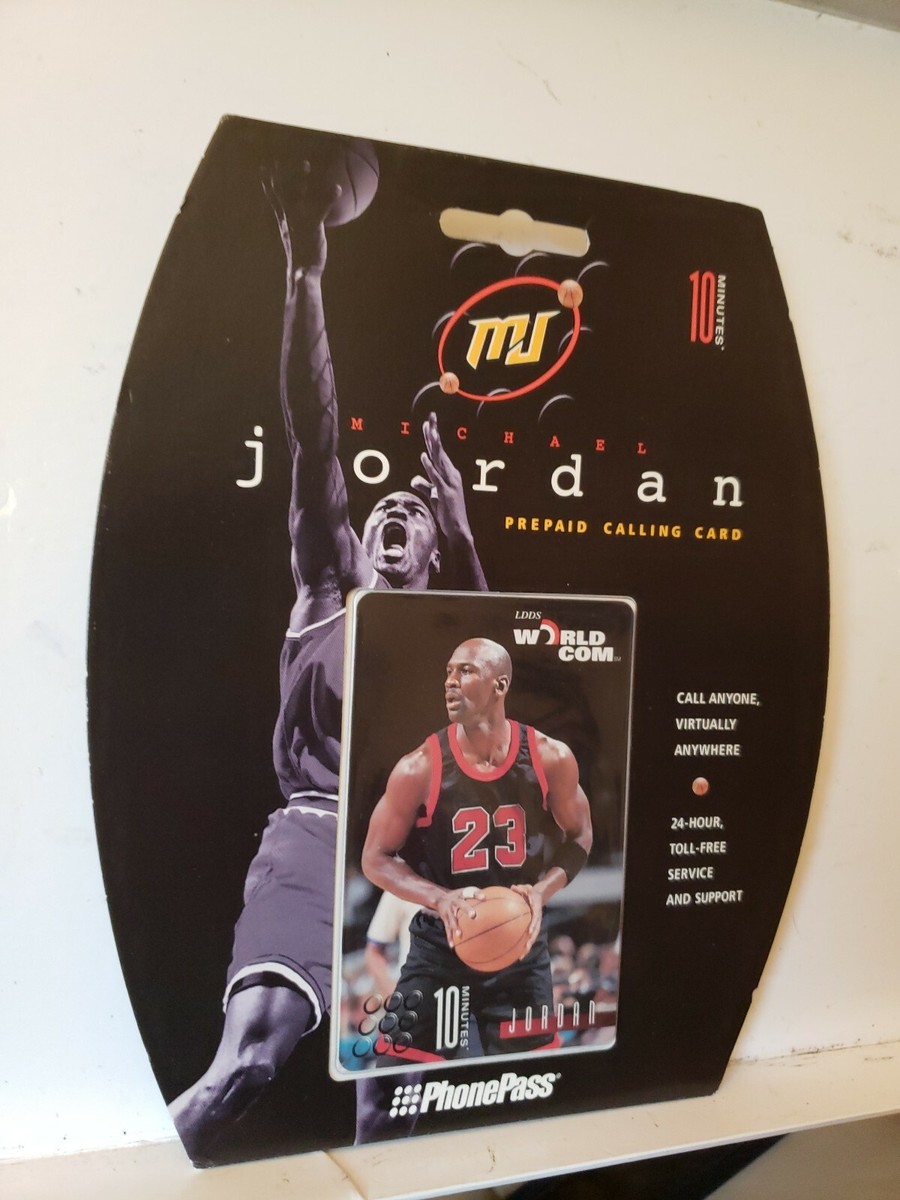 MJ
10 MINUTES*
MICHAEL
jordan
PREPAID CALLING CARD
LDDS
WORLD
COM SM
23
10 MINUTES*
JORDAN
CALL ANYONE,
VIRTUALLY
ANYWHERE
24-HOUR,
TOLL-FREE
SERVICE
AND SUPPORT
PhonePass®